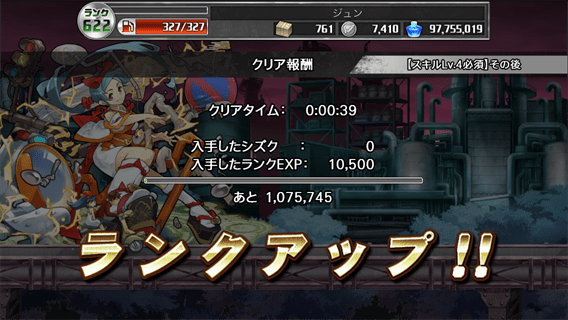 ランク
622
327/327
ジュン
761
7,410
97,755,019
クリア報酬
【スキルLv.4必須】その後
クリアタイム： 0:00:39
入手したシズク ： 0
入手したランクEXP： 10,500
あと 1,075,745
ランクアップ!!